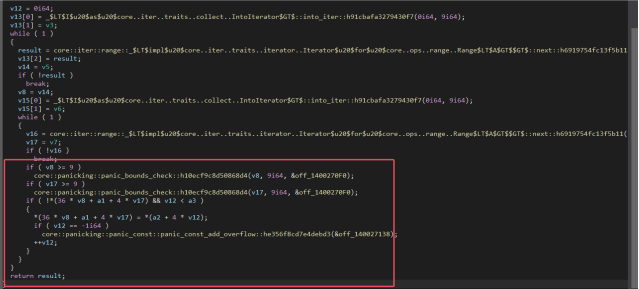 v12 = 0i64;
v13[0] = _$LT$I$u20$as$u20$core..iter..traits..collect..IntoIterator$GT$::into_iter::h91cbafa3279430f7(0i64, 9i64);
v13[1] = v3;
while ( 1 )
{
result = core::iter::range::_$LT$impl$u20$core..iter..traits..iterator..Iterator$u20$for$u20$core..ops..range..Range$LT$A$GT$$GT$::next::h6919754fc13f5b11
v13[2] = result;
v14 = v5;
if ( !result )
break;
v8 = v14;
v15[0] = _$LT$I$u20$as$u20$core..iter..traits..collect..IntoIterator$GT$::into_iter::h91cbafa3279430f7(0i64, 9i64);
v15[1] = v6;
while ( 1 )
{
v16 = core::iter::range::_$LT$impl$u20$core..iter..traits..iterator..Iterator$u20$for$u20$core..ops..range..Range$LT$A$GT$$GT$::next::h6919754fc13f5b11(
v17 = v7;
if ( !v16 )
break;
if ( v8 >= 9 )
core::panicking::panic_bounds_check::h10ecf9c8d50868d4(v8, 9i64, &off_1400270F0);
if ( v17 >= 9 )
core::panicking::panic_bounds_check::h10ecf9c8d50868d4(v17, 9i64, &off_1400270F0);
if ( !*(36 * v8 + a1 + 4 * v17) && v12 < a3 )
{
*(36 * v8 + a1 + 4 * v17) = *(a2 + 4 * v12);
if ( v12 == -1i64 )
core::panicking::panic_const::panic_const_add_overflow::he356f8cd7e4debd3(&off_140027138);
++v12;
}
}
}
return result;